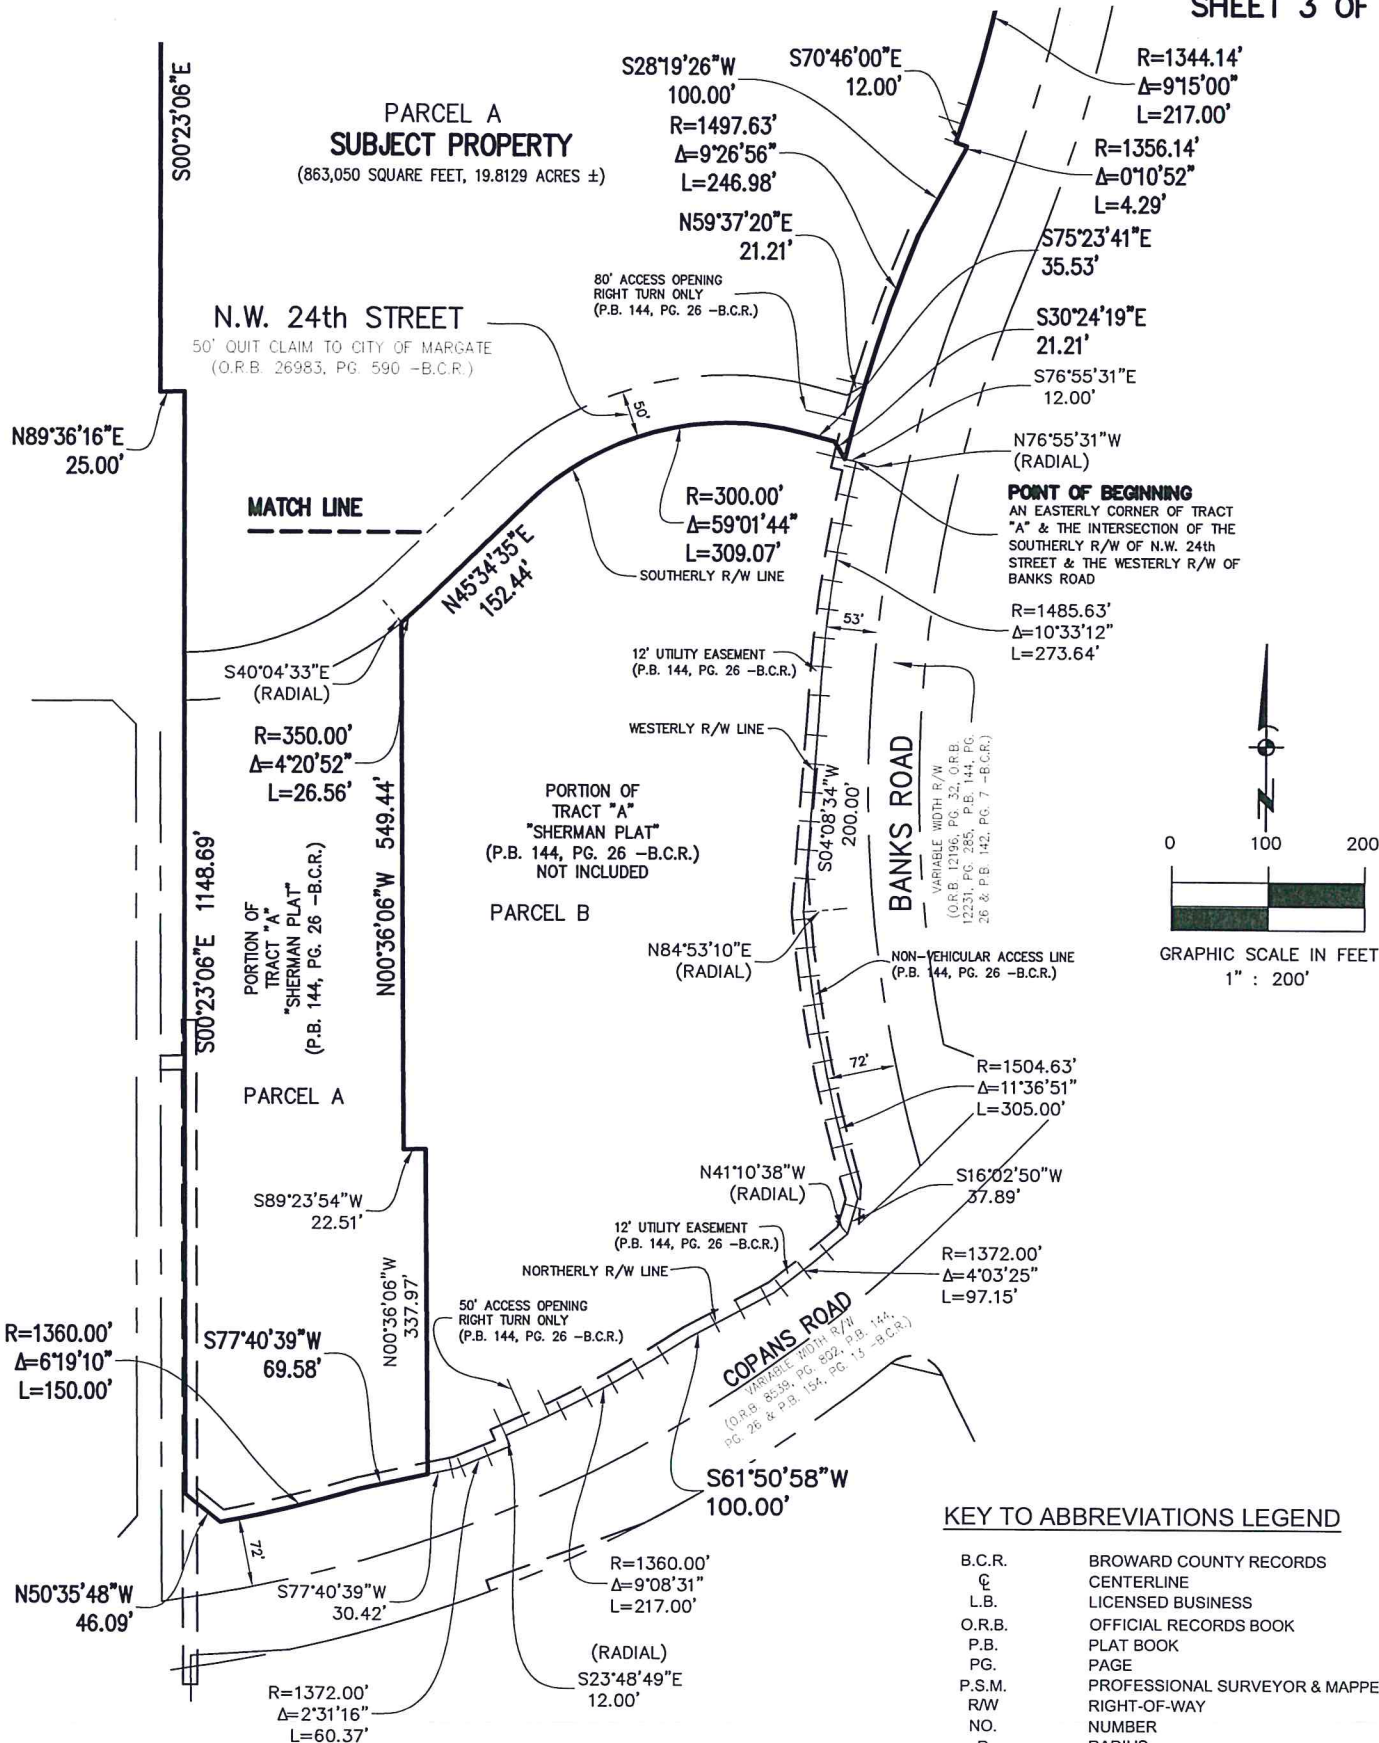 SHEET 3 OF
S00°23'06"E
PARCEL A
SUBJECT PROPERTY
(863,050 SQUARE FEET, 19.8129 ACRES ±)
S28°19'26"W
100.00'
S70°46'00"E
12.00'
R=1344.14'
Δ=9°15'00"
L=217.00'
R=1497.63'
Δ=9°26'56"
L=246.98'
R=1356.14'
Δ=0°10'52"
L=4.29'
N59°37'20"E
21.21'
S75°23'41"E
35.53'
80' ACCESS OPENING
RIGHT TURN ONLY
(P.B. 144, PG. 26 -B.C.R.)
N.W. 24th STREET
50' QUIT CLAIM TO CITY OF MARGATE
(O.R.B. 26983, PG. 590 -B.C.R.)
S30°24'19"E
21.21'
S76°55'31"E
12.00'
50'
N89°36'16"E
25.00'
N76°55'31"W
(RADIAL)
MATCH LINE
R=300.00'
Δ=59°01'44"
L=309.07'
POINT OF BEGINNING
AN EASTERLY CORNER OF TRACT
"A" & THE INTERSECTION OF THE
SOUTHERLY R/W OF N.W. 24th
STREET & THE WESTERLY R/W OF
BANKS ROAD
N45°34'35"E
152.44'
SOUTHERLY R/W LINE
R=1485.63'
Δ=10°33'12"
L=273.64'
53'
12' UTILITY EASEMENT
(P.B. 144, PG. 26 -B.C.R.)
S40°04'33"E
(RADIAL)
WESTERLY R/W LINE
R=350.00'
Δ=4°20'52"
L=26.56'
N00°36'06"W 549.44'
PORTION OF
TRACT "A"
"SHERMAN PLAT"
(P.B. 144, PG. 26 -B.C.R.)
NOT INCLUDED
PARCEL B
S04°08'34"W
200.00'
BANKS ROAD
VARIABLE WIDTH R/W
(O.R.B. 12196, PG. 32, O.R.B.
12231, PG. 285, P.B. 144, PG.
26 & P.B. 142, PG. 7 -B.C.R.)
0 100 200
GRAPHIC SCALE IN FEET
1" : 200'
S00°23'06"E 1148.69'
PORTION OF
TRACT "A"
"SHERMAN PLAT"
(P.B. 144, PG. 26 -B.C.R.)
PARCEL A
N84°53'10"E
(RADIAL)
NON-VEHICULAR ACCESS LINE
(P.B. 144, PG. 26 -B.C.R.)
72'
R=1504.63'
Δ=11°36'51"
L=305.00'
N41°10'38"W
(RADIAL)
S16°02'50"W
37.89'
S89°23'54"W
22.51'
12' UTILITY EASEMENT
(P.B. 144, PG. 26 -B.C.R.)
R=1372.00'
Δ=4°03'25"
L=97.15'
NORTHERLY R/W LINE
N00°36'06"W
337.97'
50' ACCESS OPENING
RIGHT TURN ONLY
(P.B. 144, PG. 26 -B.C.R.)
COPANS ROAD
VARIABLE WIDTH R/W
(O.R.B. 8539, PG. 802, P.B. 144,
PG. 26 & P.B. 154, PG. 13 -B.C.R.)
R=1360.00'
Δ=6°19'10"
L=150.00'
S77°40'39"W
69.58'
S61°50'58"W
100.00'
72'
N50°35'48"W
46.09'
S77°40'39"W
30.42'
R=1360.00'
Δ=9°08'31"
L=217.00'
(RADIAL)
S23°48'49"E
12.00'
R=1372.00'
Δ=2°31'16"
L=60.37'
KEY TO ABBREVIATIONS LEGEND
B.C.R. BROWARD COUNTY RECORDS
℄ CENTERLINE
L.B. LICENSED BUSINESS
O.R.B. OFFICIAL RECORDS BOOK
P.B. PLAT BOOK
PG. PAGE
P.S.M. PROFESSIONAL SURVEYOR & MAPPE
R/W RIGHT-OF-WAY
NO. NUMBER